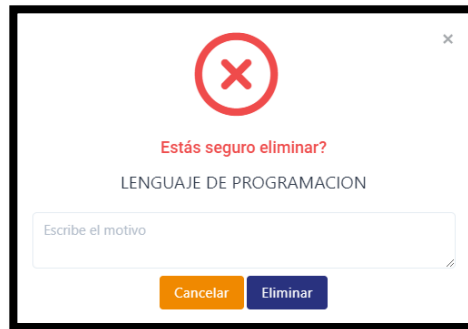 ×
Estás seguro eliminar?
LENGUAJE DE PROGRAMACION
Escribe el motivo
Cancelar Eliminar